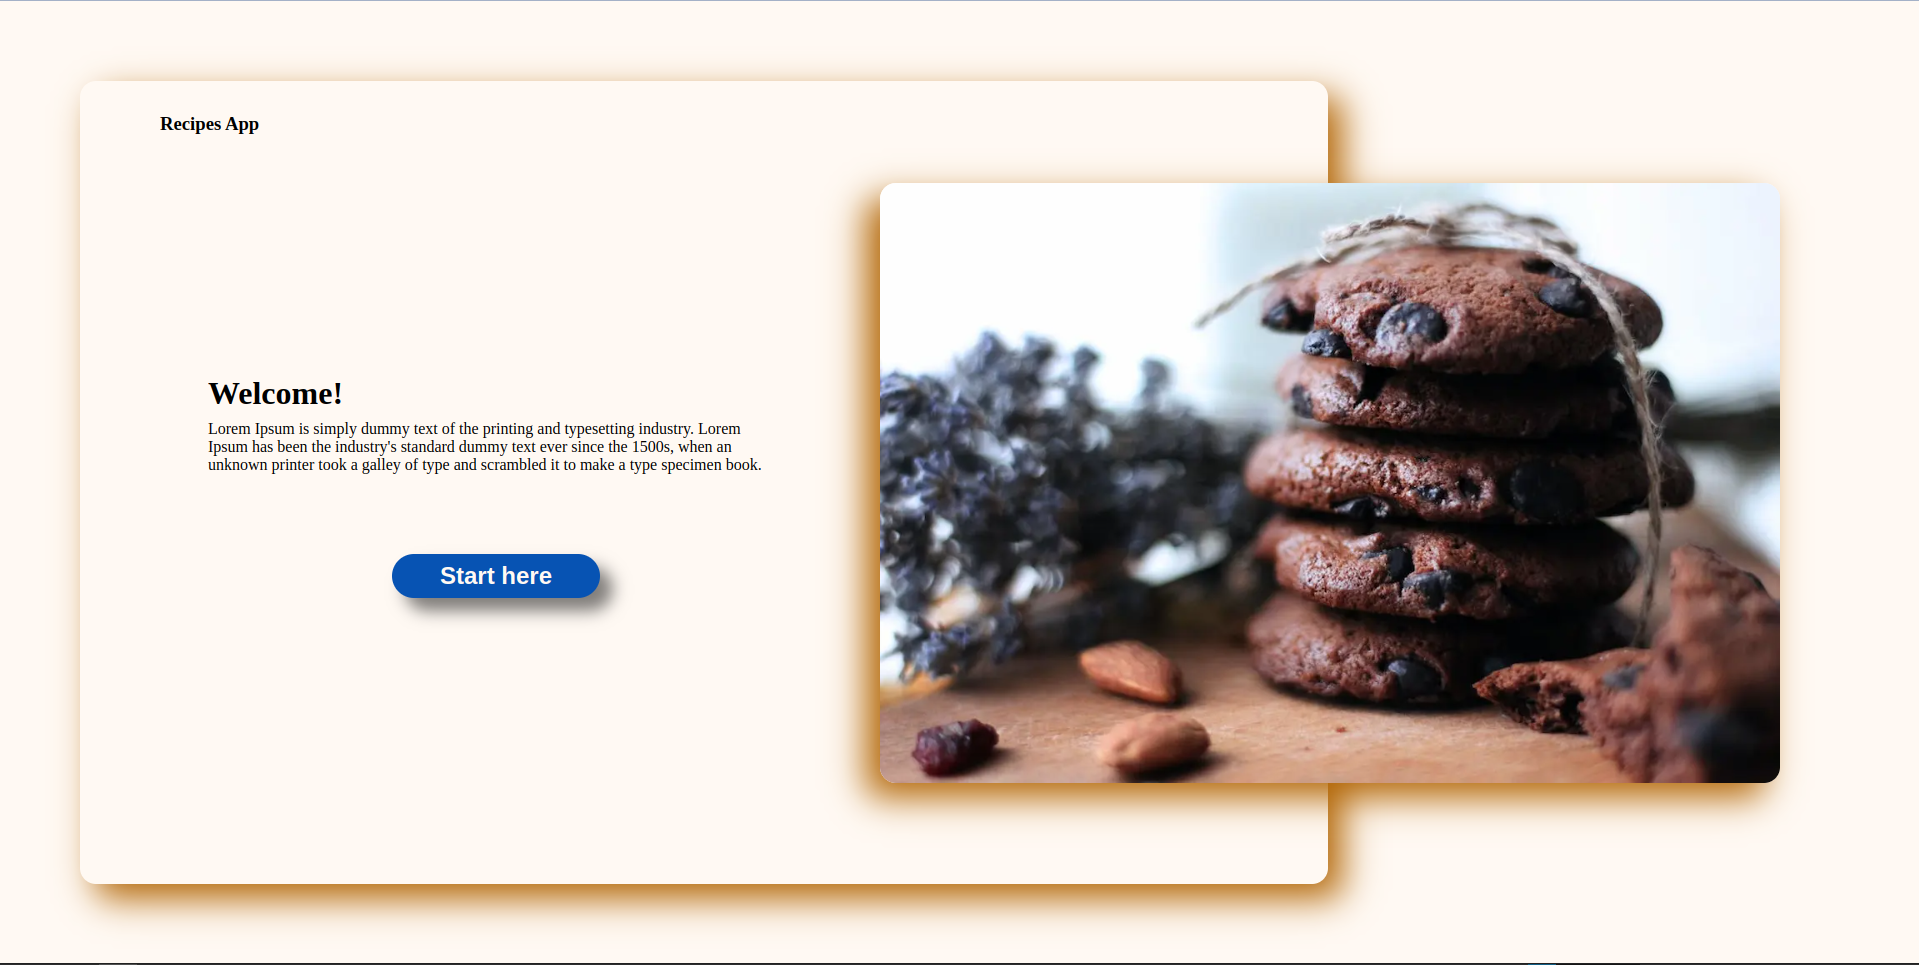 Recipes App
Welcome!
Lorem Ipsum is simply dummy text of the printing and typesetting industry. Lorem
Ipsum has been the industry's standard dummy text ever since the 1500s, when an
unknown printer took a galley of type and scrambled it to make a type specimen book.
Start here